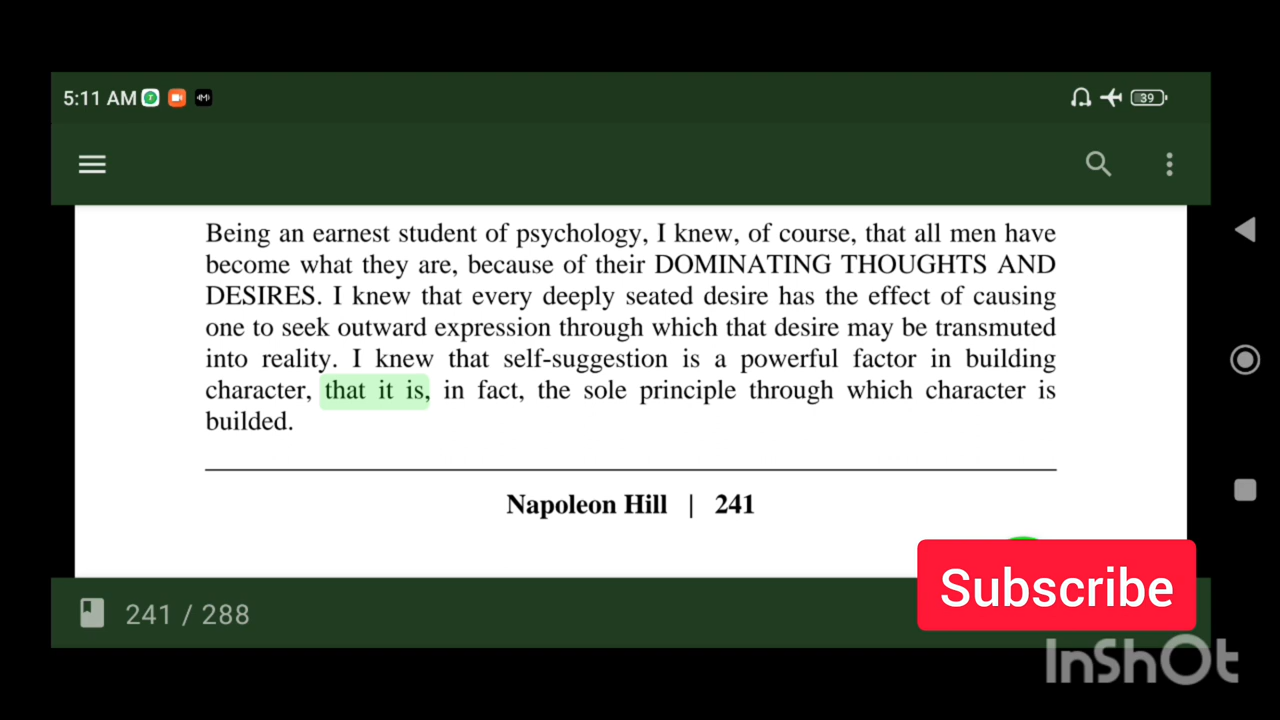 5:11 AM
39
Being an earnest student of psychology, I knew, of course, that all men have
become what they are, because of their DOMINATING THOUGHTS AND
DESIRES. I knew that every deeply seated desire has the effect of causing
one to seek outward expression through which that desire may be transmuted
into reality. I knew that self-suggestion is a powerful factor in building
character, that it is, in fact, the sole principle through which character is
builded.
Napoleon Hill | 241
241 / 288
Subscribe
InShOt